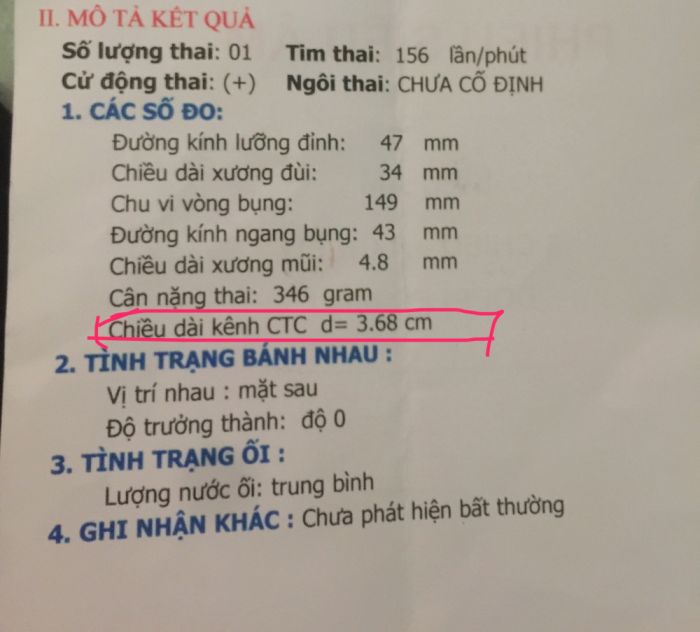 II. MÔ TẢ KẾT QUẢ
Số lượng thai: 01 Tim thai: 156 lần/phút
Cử động thai: (+) Ngôi thai: CHƯA CỐ ĐỊNH
1. CÁC SỐ ĐO:
Đường kính lưỡng đỉnh: 47 mm
Chiều dài xương đùi: 34 mm
Chu vi vòng bụng: 149 mm
Đường kính ngang bụng: 43 mm
Chiều dài xương mũi: 4.8 mm
Cân nặng thai: 346 gram
Chiều dài kênh CTC d= 3.68 cm
2. TÌNH TRẠNG BÁNH NHAU :
Vị trí nhau : mặt sau
Độ trưởng thành: độ 0
3. TÌNH TRẠNG ỐI :
Lượng nước ối: trung bình
4. GHI NHẬN KHÁC : Chưa phát hiện bất thường